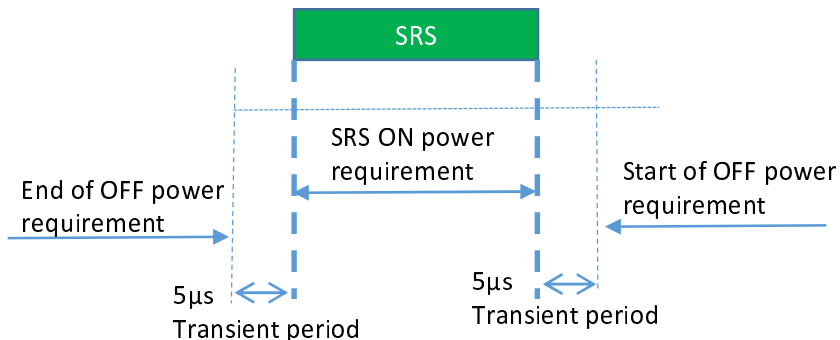 SRS
SRS ON power
requirement
End of OFF power
requirement
Start of OFF power
requirement
5µs
Transient period
5µs
Transient period